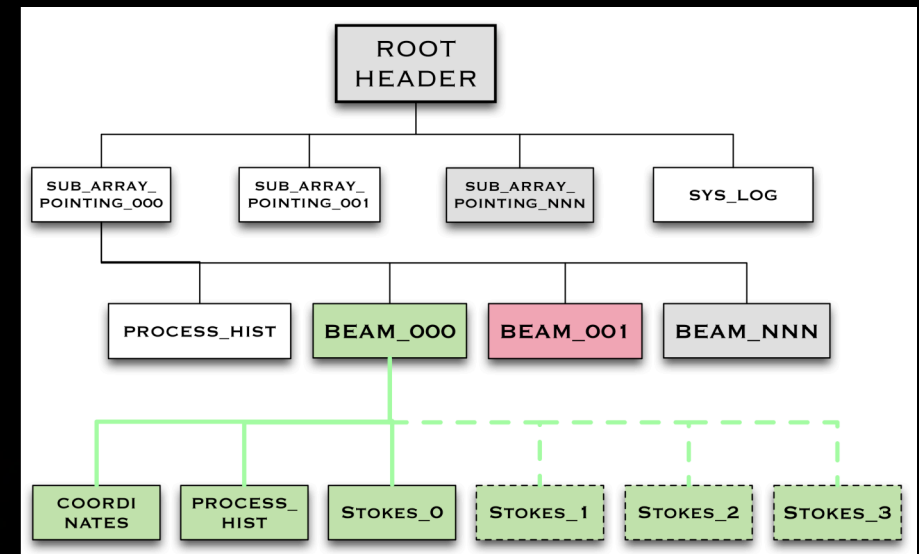 ROOT
HEADER
SUB_ARRAY_
POINTING_000
SUB_ARRAY_
POINTING_001
SUB_ARRAY_
POINTING_NNN
SYS_LOG
PROCESS_HIST
BEAM_000
BEAM_001
BEAM_NNN
COORDI
NATES
PROCESS_
HIST
STOKES_0
STOKES_1
STOKES_2
STOKES_3